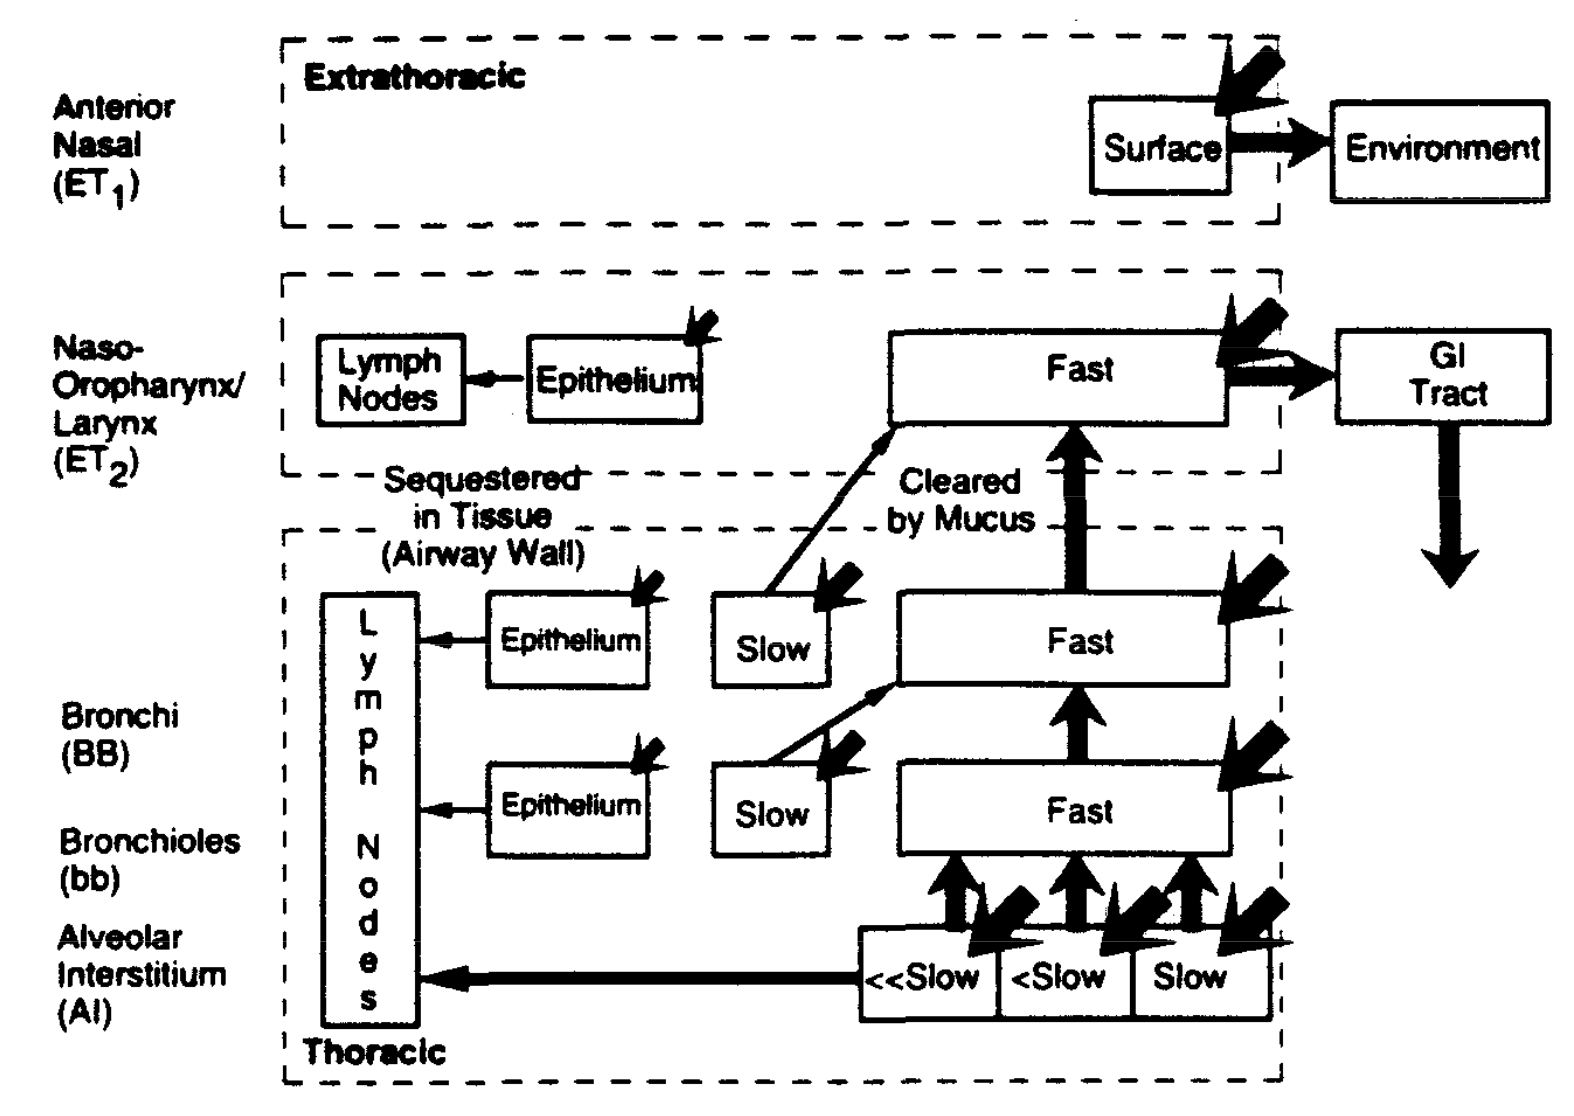 Extrathoracic
Anterior
Nasal
(ET1)
Surface
Environment
Naso-
Oropharynx/
Larynx
(ET2)
Lymph
Nodes
Epithelium
Fast
GI
Tract
Sequestered
in Tissue
(Airway Wall)
Cleared
by Mucus
Lymph Nodes
Epithelium
Slow
Fast
Bronchi
(BB)
Epithelium
Slow
Fast
Bronchioles
(bb)
Alveolar
Interstitium
(AI)
<<Slow
<Slow
Slow
Thoracic